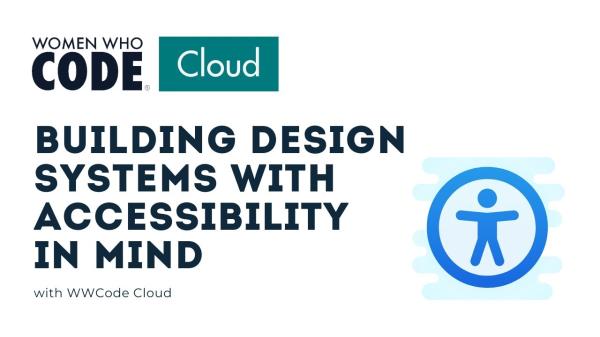 WOMEN WHO
CODE®
Cloud
BUILDING DESIGN
SYSTEMS WITH
ACCESSIBILITY
IN MIND
with WWCode Cloud